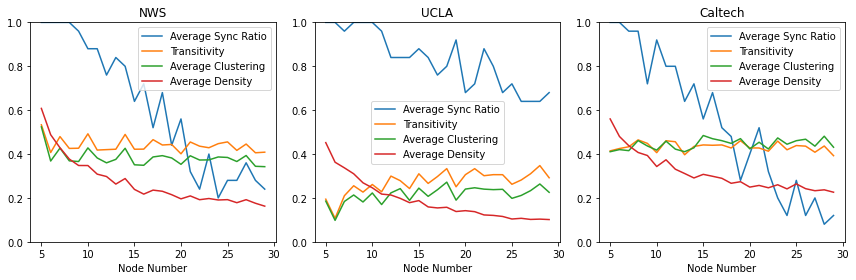 NWS
1.0
0.8
0.6
0.4
0.2
0.0
5 10 15 20 25 30
Node Number
Average Sync Ratio
Transitivity
Average Clustering
Average Density
UCLA
1.0
0.8
0.6
0.4
0.2
0.0
5 10 15 20 25 30
Node Number
Average Sync Ratio
Transitivity
Average Clustering
Average Density
Caltech
1.0
0.8
0.6
0.4
0.2
0.0
5 10 15 20 25 30
Node Number
Average Sync Ratio
Transitivity
Average Clustering
Average Density